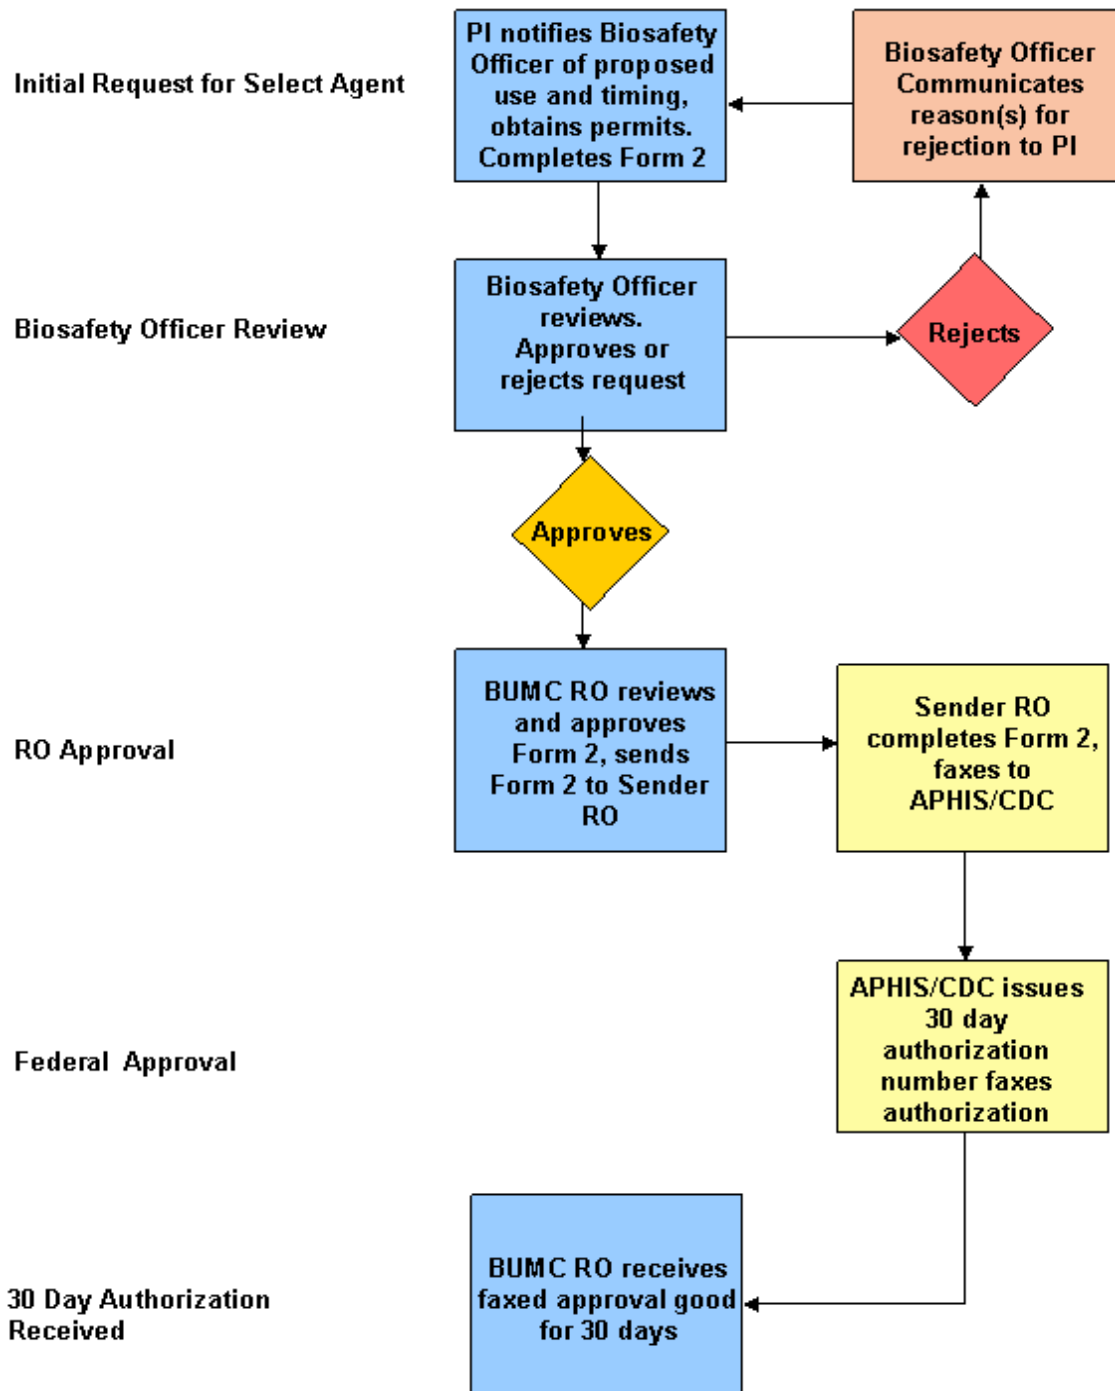 Initial Request for Select Agent
PI notifies Biosafety
Officer of proposed
use and timing,
obtains permits.
Completes Form 2
Biosafety Officer
Communicates
reason(s) for
rejection to PI
Biosafety Officer Review
Biosafety Officer
reviews.
Approves or
rejects request
Rejects
Approves
RO Approval
BUMC RO reviews
and approves
Form 2, sends
Form 2 to Sender
RO
Sender RO
completes Form 2,
faxes to
APHIS/CDC
Federal Approval
APHIS/CDC issues
30 day
authorization
number faxes
authorization
30 Day Authorization
Received
BUMC RO receives
faxed approval good
for 30 days